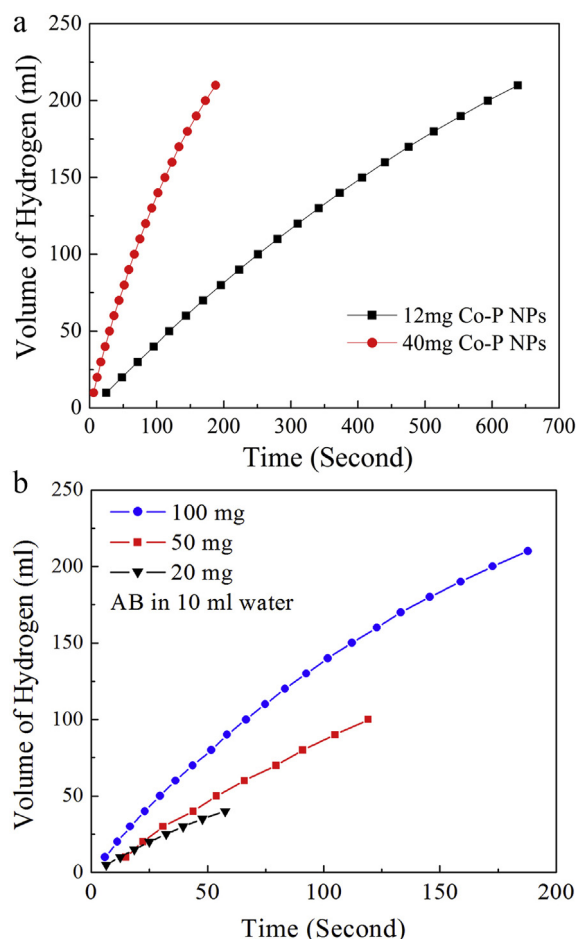 a
250
200
150
100
50
0
Volume of Hydrogen (ml)
12mg Co-P NPs
40mg Co-P NPs
0 100 200 300 400 500 600 700
Time (Second)
b
250
200
150
100
50
0
Volume of Hydrogen (ml)
100 mg
50 mg
20 mg
AB in 10 ml water
0 50 100 150 200
Time (Second)